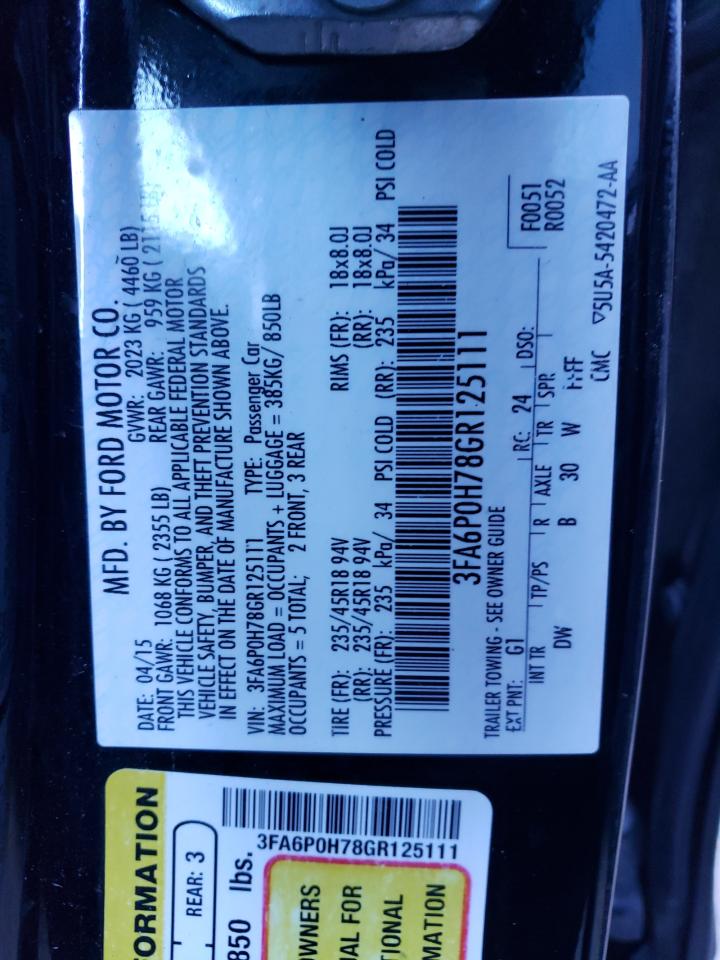 MFD. BY FORD MOTOR CO.
DATE: 04/15 GVWR: 2023 KG ( 4460 LB)
FRONT GAWR: 1068 KG ( 2355 LB) REAR GAWR: 959 KG
THIS VEHICLE CONFORMS TO ALL APPLICABLE FEDERAL MOTOR
VEHICLE SAFETY, BUMPER, AND THEFT PREVENTION STANDARDS
IN EFFECT ON THE DATE OF MANUFACTURE SHOWN ABOVE.
VIN: 3FA6P0H78GR125111 TYPE: Passenger Car
MAXIMUM LOAD = OCCUPANTS + LUGGAGE = 385KG/ 850LB
OCCUPANTS = 5 TOTAL; 2 FRONT, 3 REAR
TIRE (FR): 235/45R18 94V RIMS (FR): 18x8.0J
(RR): 235/45R18 94V (RR): 18x8.0J
PRESSURE (FR): 235 kPa/ 34 PSI COLD (RR): 235 kPa/ 34 PSI COLD
3FA6P0H78GR125111
TRAILER TOWING - SEE OWNER GUIDE
EXT PNT: G1 RC: 24 DSO: F0051
R0052
INT TR TP/PS R AXLE TR SPR
DW B 30 W
CMC ▽5U5A-5420472-AA
ORMATION
REAR: 3
850 lbs.
3FA6P0H78GR125111
WNERS
UAL FOR
TIONAL
MATION